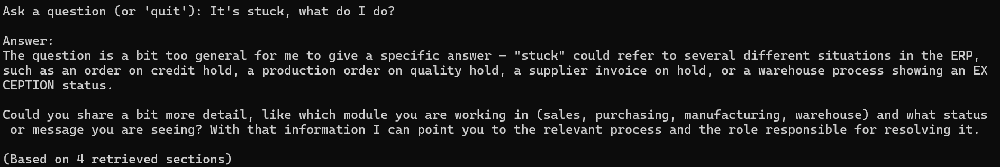 Ask a question (or 'quit'): It's stuck, what do I do?
Answer:
The question is a bit too general for me to give a specific answer — "stuck" could refer to several different situations in the ERP,
such as an order on credit hold, a production order on quality hold, a supplier invoice on hold, or a warehouse process showing an EX
CEPTION status.
Could you share a bit more detail, like which module you are working in (sales, purchasing, manufacturing, warehouse) and what status
or message you are seeing? With that information I can point you to the relevant process and the role responsible for resolving it.
(Based on 4 retrieved sections)